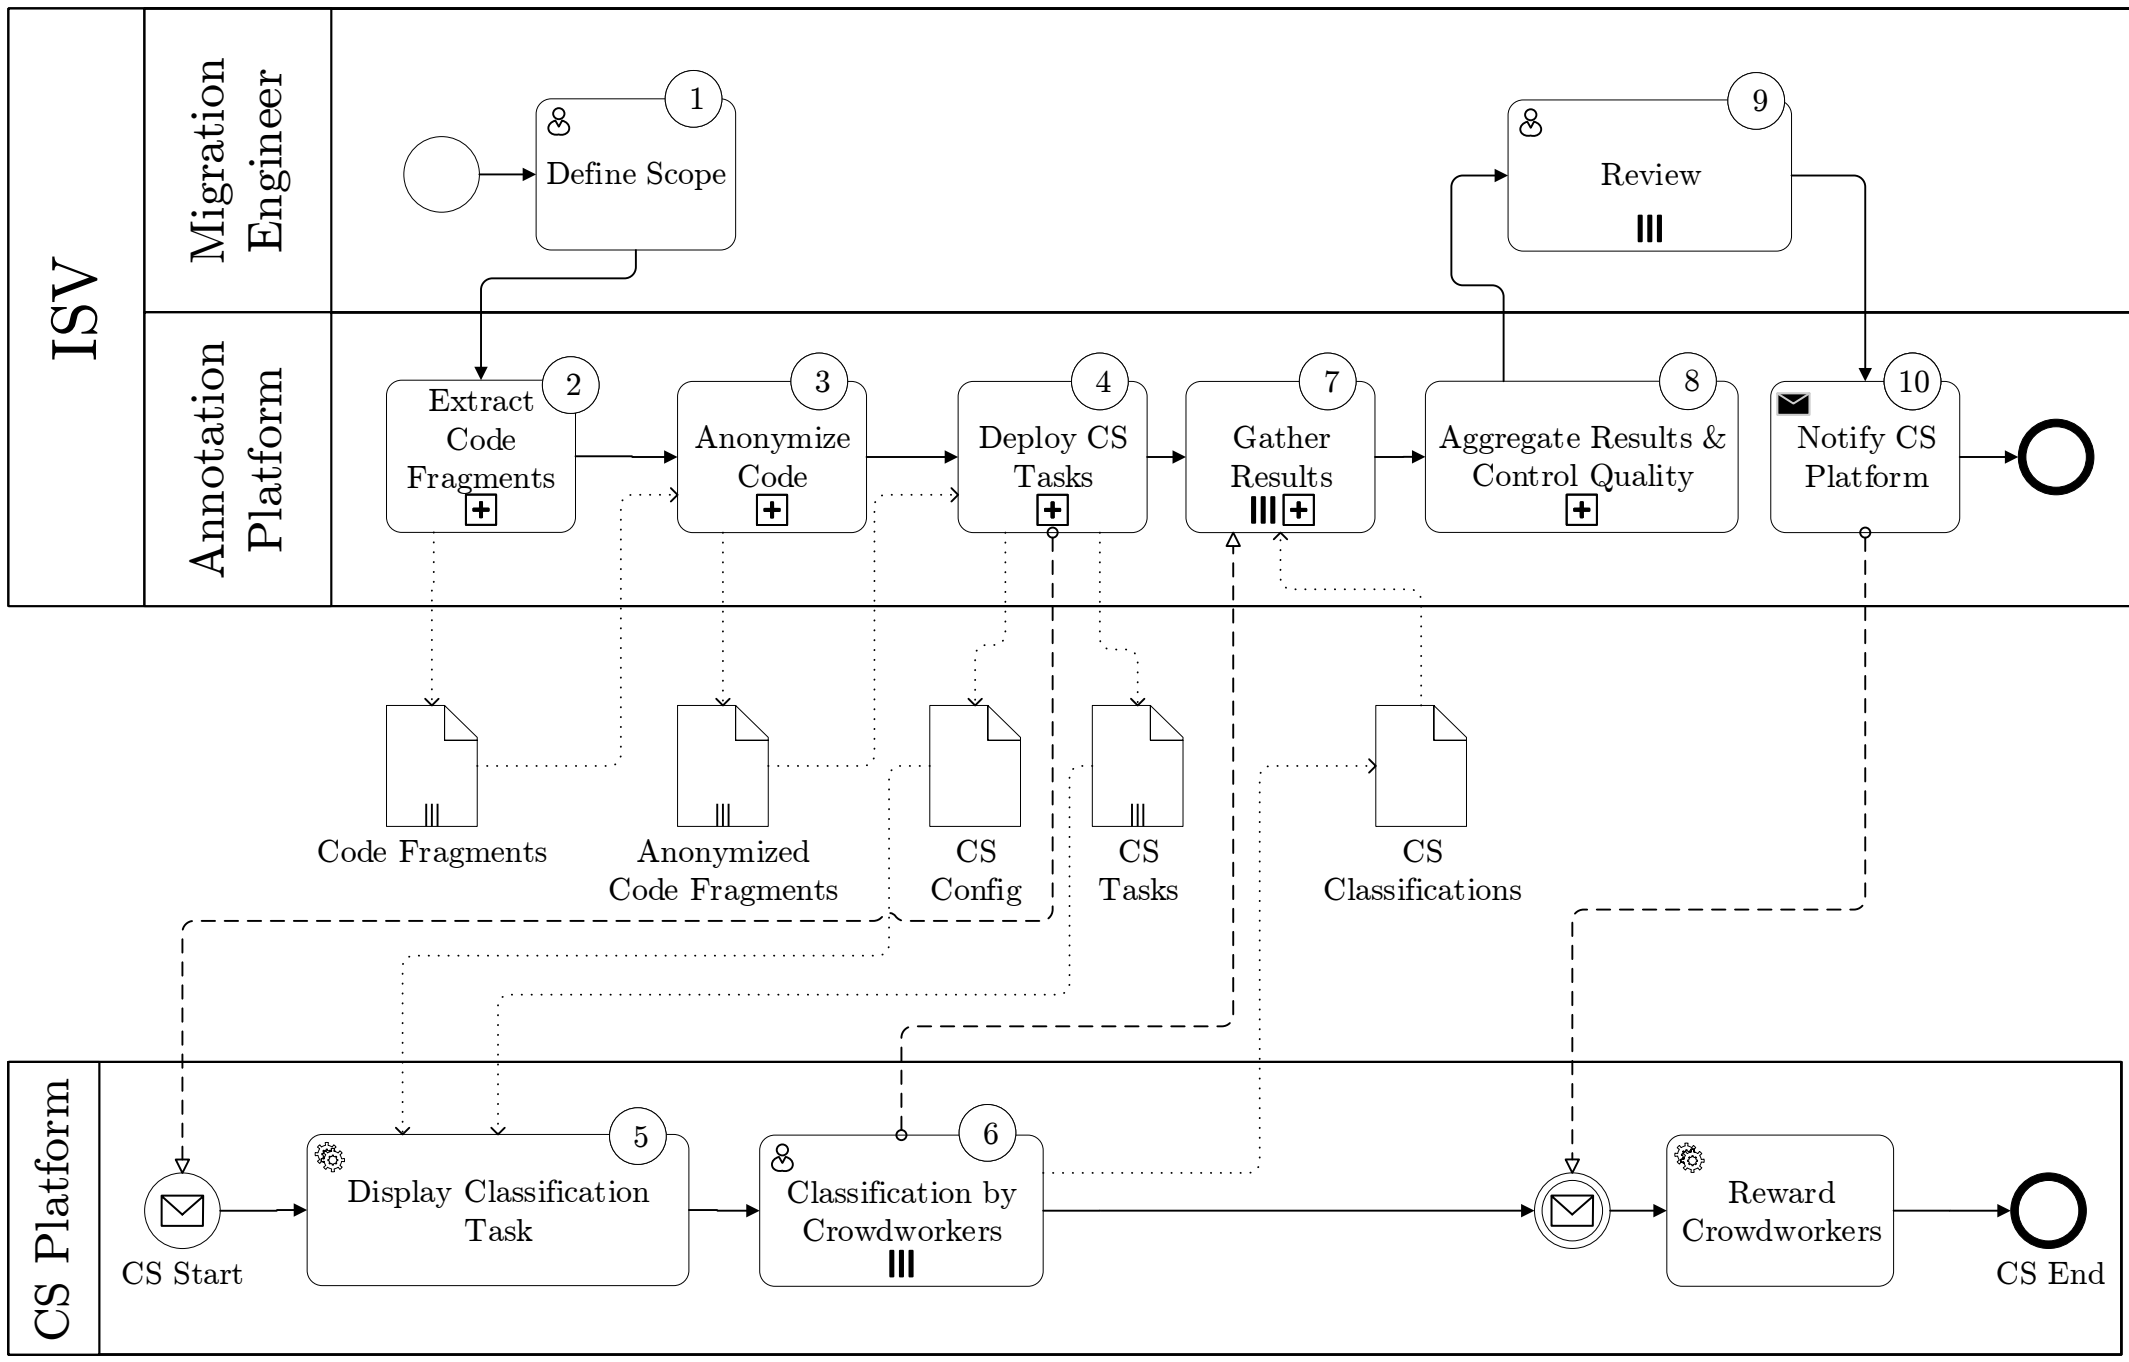 ISV
Migration
Engineer
1
Define Scope
9
Review
Annotation
Platform
2
Extract
Code
Fragments
3
Anonymize
Code
4
Deploy CS
Tasks
7
Gather
Results
8
Aggregate Results &
Control Quality
10
Notify CS
Platform
Code Fragments
Anonymized
Code Fragments
CS
Config
CS
Tasks
CS
Classifications
CS Platform
CS Start
5
Display Classification
Task
6
Classification by
Crowdworkers
Reward
Crowdworkers
CS End